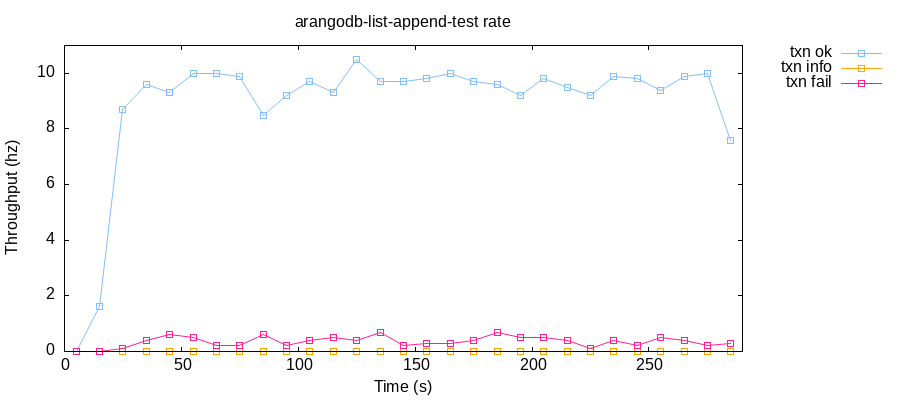 arangodb-list-append-test rate
txn ok
txn info
txn fail
Throughput (hz)
10
8
6
4
2
0
0 50 100 150 200 250
Time (s)